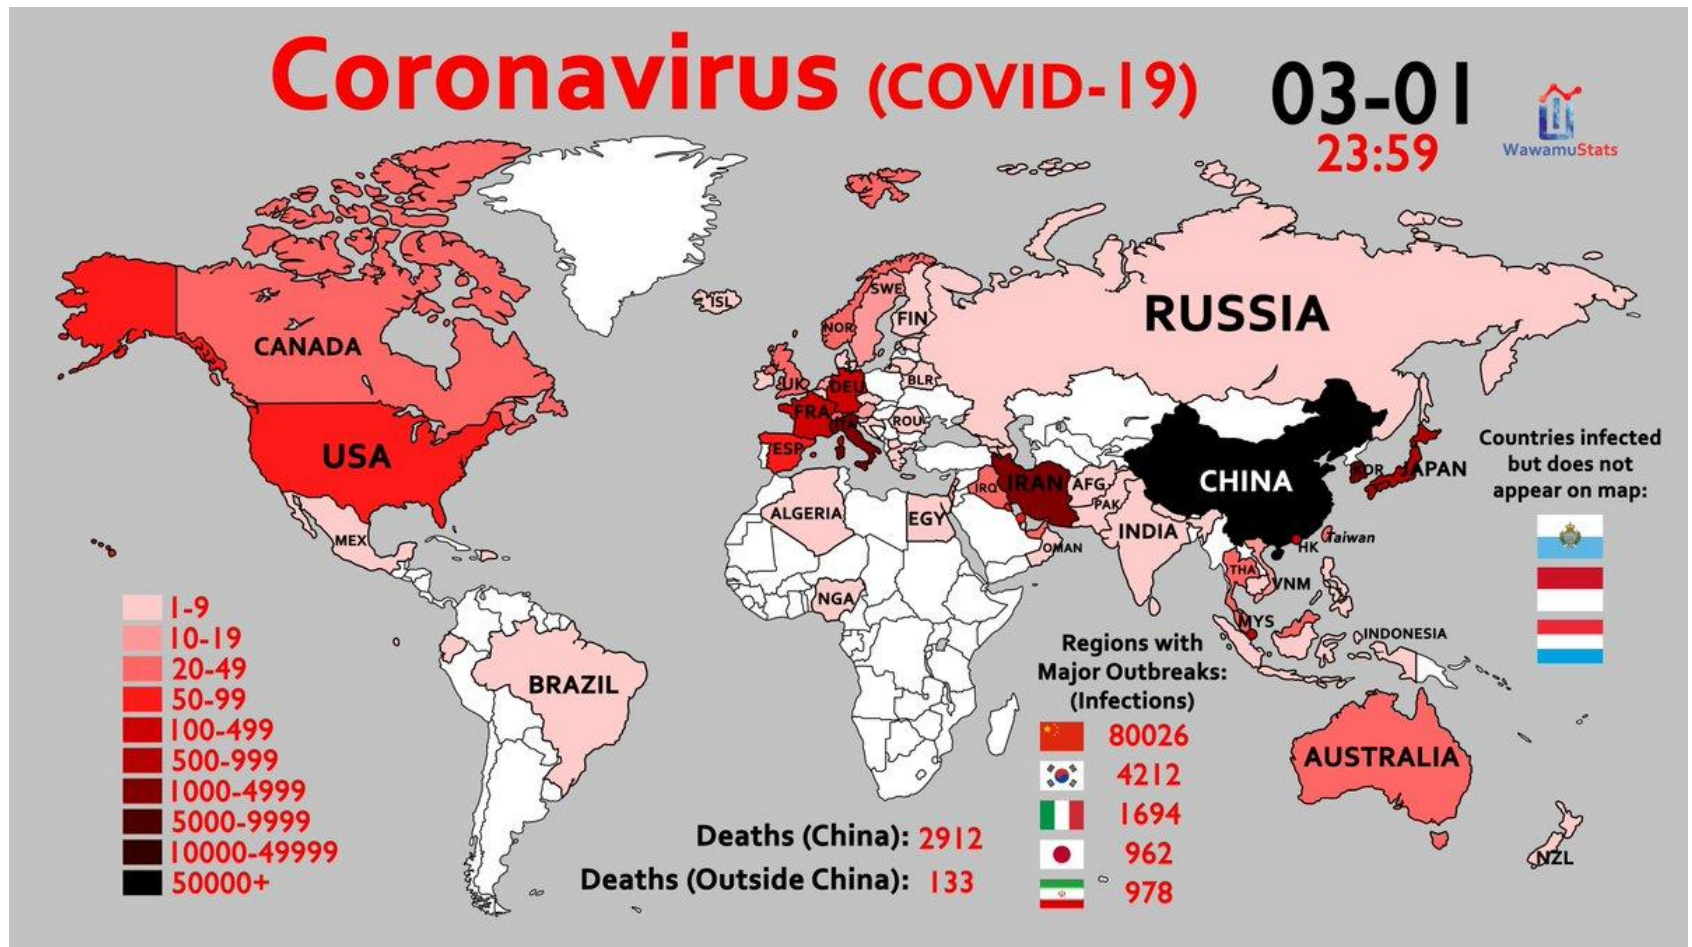 Coronavirus (COVID-19)
03-01
23:59
WawamuStats
CANADA
USA
MEX
BRAZIL
ISL
NOR
SWE
FIN
RUSSIA
UK
DEU
BLR
FRA
ITA
ROU
ESP
ALGERIA
EGY
NGA
IRQ
IRAN
AFG
PAK
OMAN
INDIA
CHINA
KOR
JAPAN
HK
Taiwan
THA
VNM
MYS
INDONESIA
AUSTRALIA
NZL
Countries infected
but does not
appear on map:
1-9
10-19
20-49
50-99
100-499
500-999
1000-4999
5000-9999
10000-49999
50000+
Regions with
Major Outbreaks:
(Infections)
80026
4212
1694
962
978
Deaths (China): 2912
Deaths (Outside China): 133